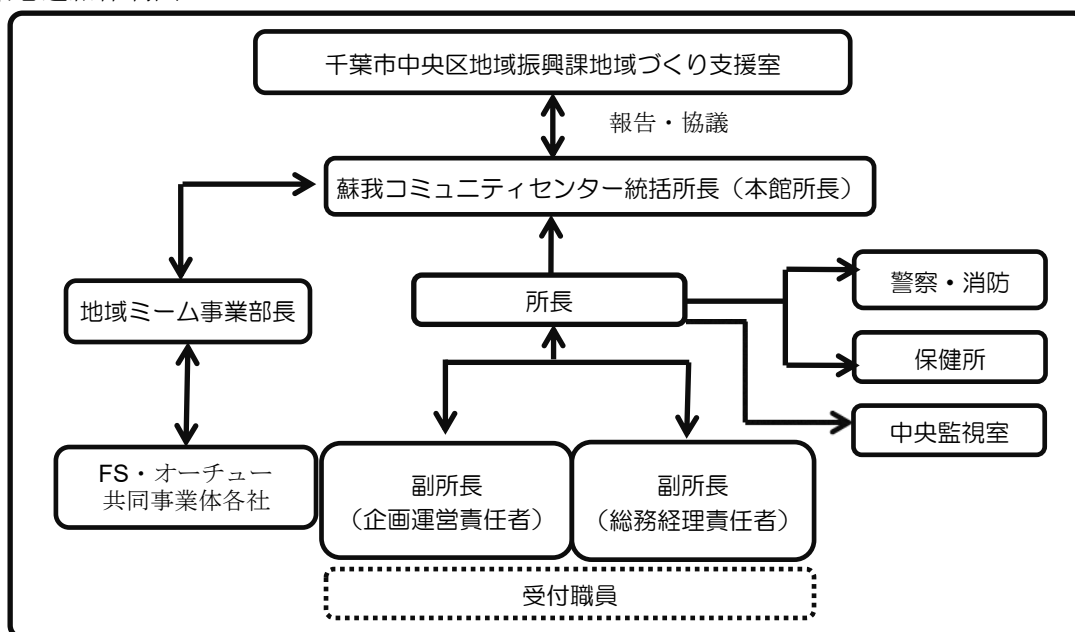 千葉市中央区地域振興課地域づくり支援室
報告・協議
蘇我コミュニティセンター統括所長（本館所長）
所長
地域ミーム事業部長
警察・消防
保健所
中央監視室
FS・オーチュー
共同事業体各社
副所長
（企画運営責任者）
副所長
（総務経理責任者）
受付職員